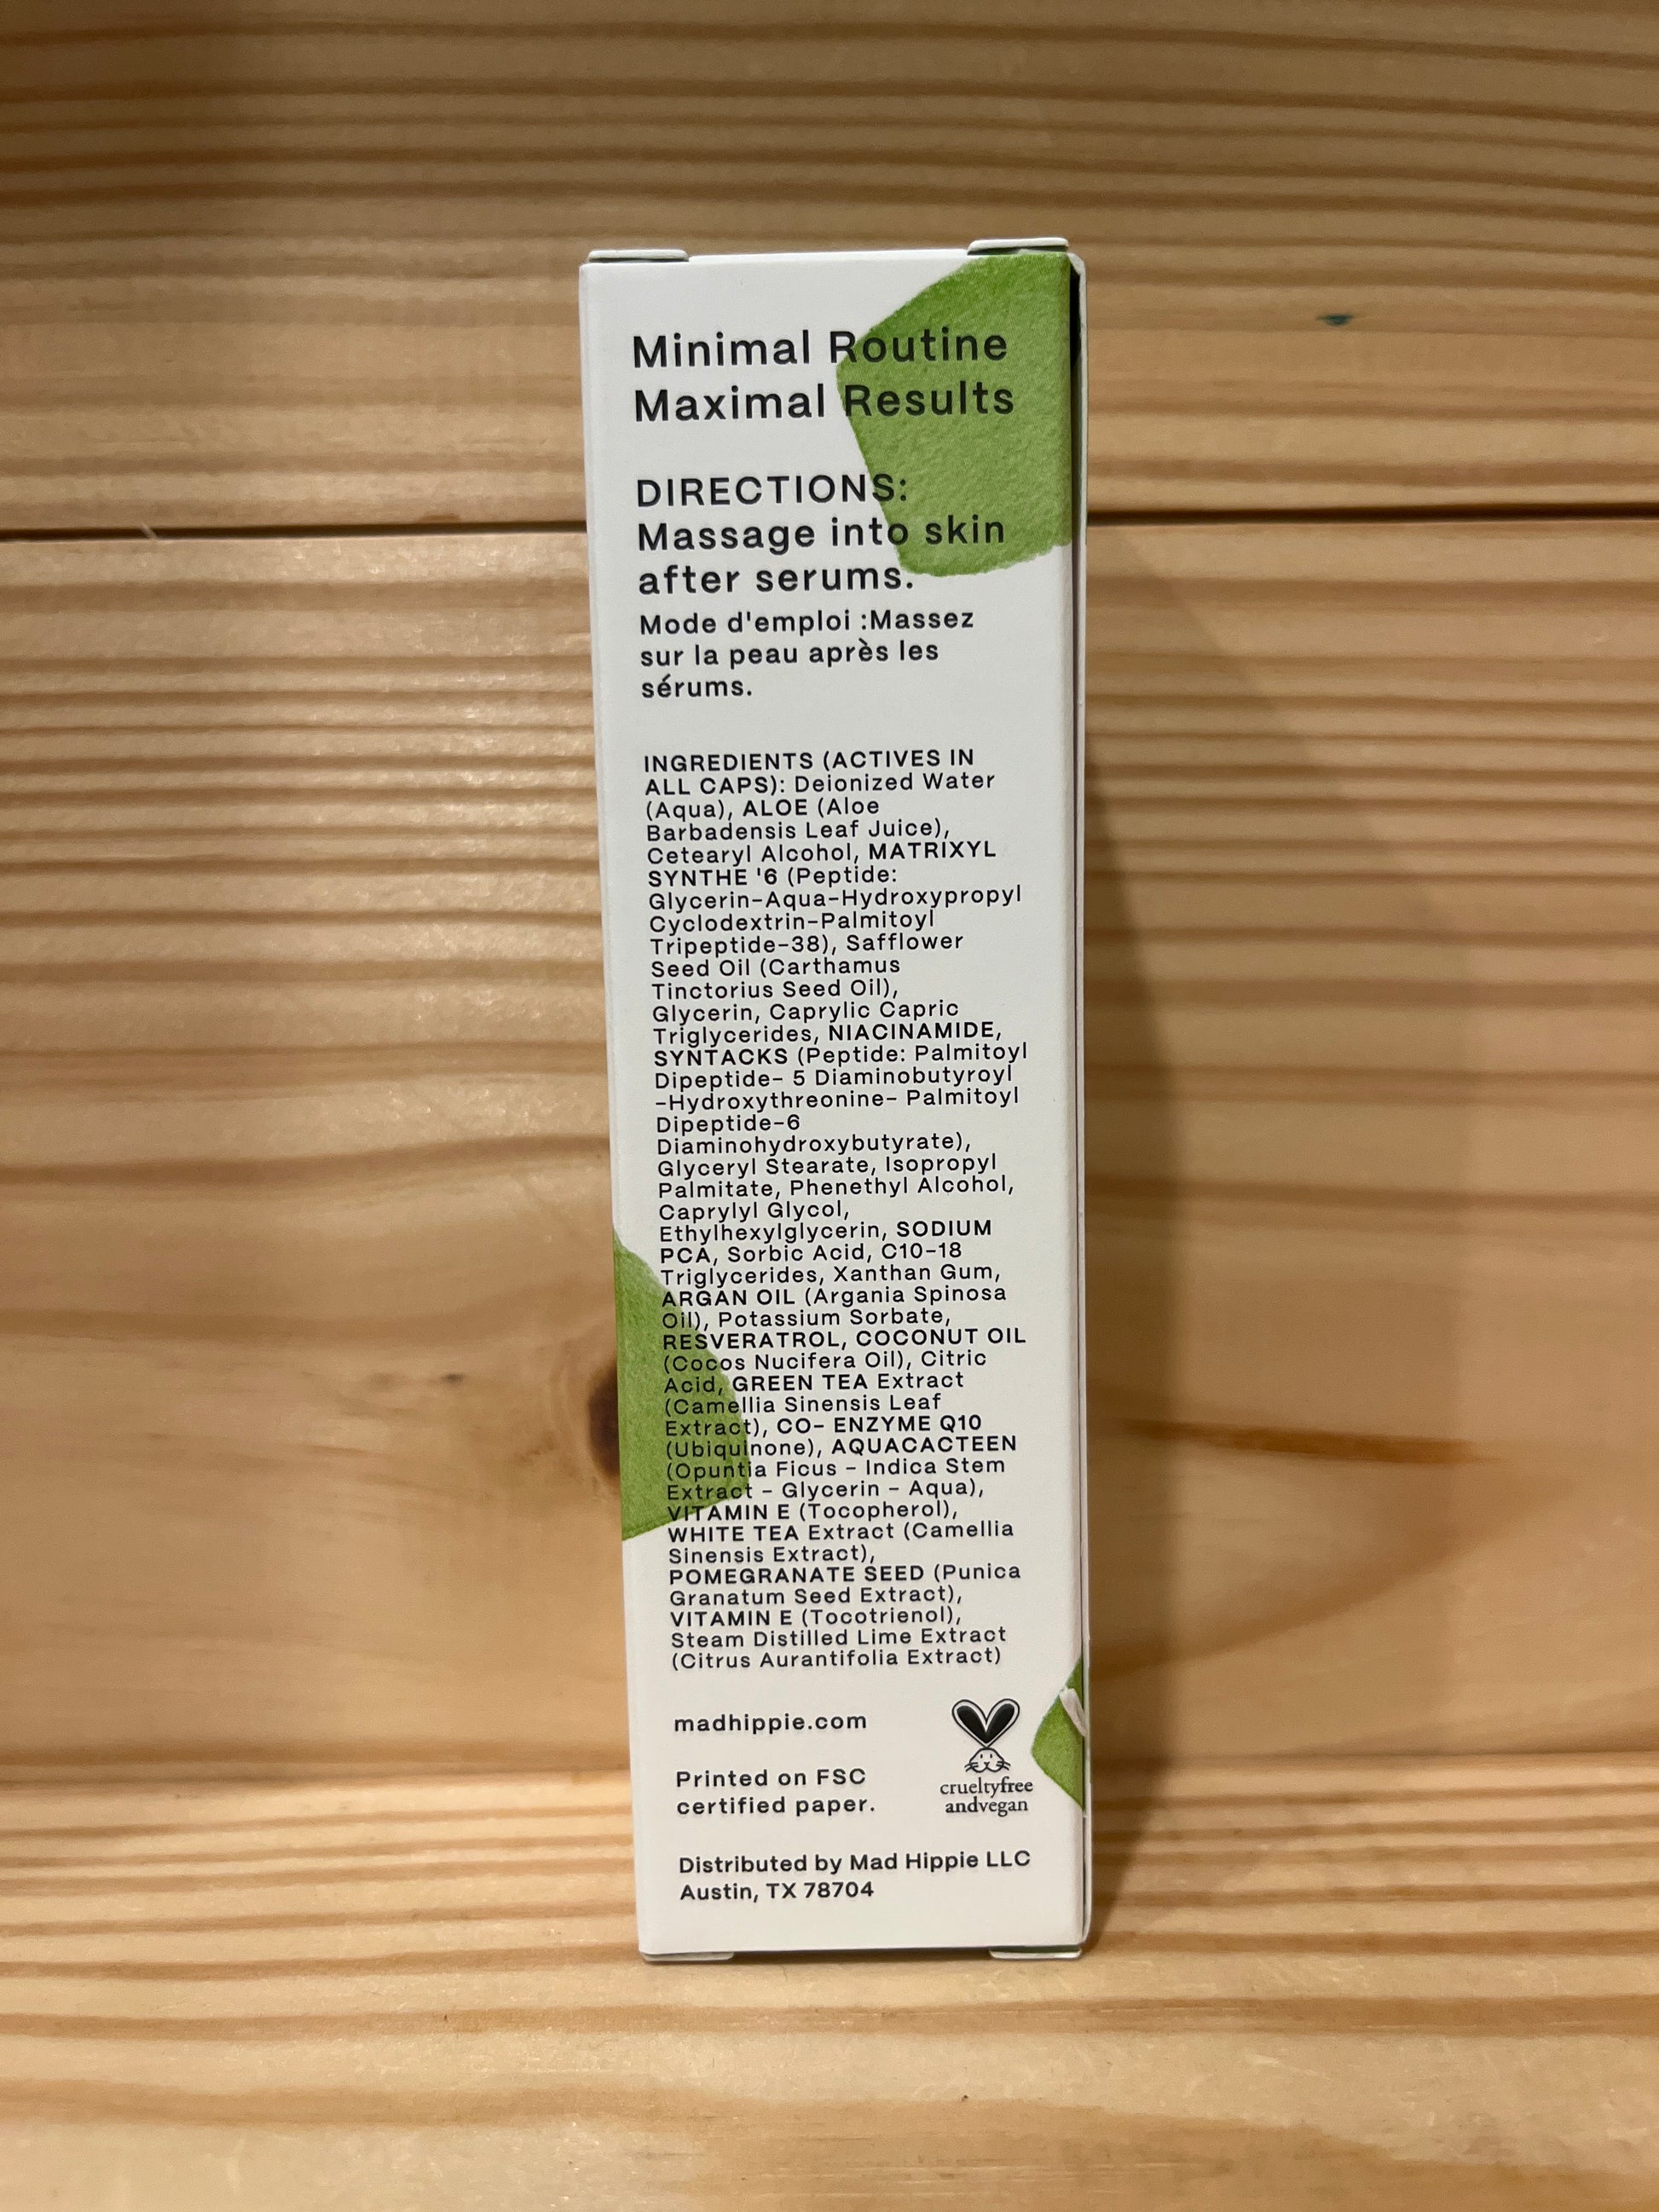 Minimal Routine
Maximal Results
DIRECTIONS:
Massage into skin
after serums.
Mode d'emploi :Massez
sur la peau après les
sérums.
INGREDIENTS (ACTIVES IN
ALL CAPS): Deionized Water
(Aqua), ALOE (Aloe
Barbadensis Leaf Juice),
Cetearyl Alcohol, MATRIXYL
SYNTHE '6 (Peptide:
Glycerin-Aqua-Hydroxypropyl
Cyclodextrin-Palmitoyl
Tripeptide-38), Safflower
Seed Oil (Carthamus
Tinctorius Seed Oil),
Glycerin, Caprylic Capric
Triglycerides, NIACINAMIDE,
SYNTACKS (Peptide: Palmitoyl
Dipeptide- 5 Diaminobutyroyl
-Hydroxythreonine- Palmitoyl
Dipeptide-6
Diaminohydroxybutyrate),
Glyceryl Stearate, Isopropyl
Palmitate, Phenethyl Alcohol,
Caprylyl Glycol,
Ethylhexylglycerin, SODIUM
PCA, Sorbic Acid, C10-18
Triglycerides, Xanthan Gum,
ARGAN OIL (Argania Spinosa
Oil), Potassium Sorbate,
RESVERATROL, COCONUT OIL
(Cocos Nucifera Oil), Citric
Acid, GREEN TEA Extract
(Camellia Sinensis Leaf
Extract), CO- ENZYME Q10
(Ubiquinone), AQUACACTEEN
(Opuntia Ficus - Indica Stem
Extract - Glycerin - Aqua),
VITAMIN E (Tocopherol),
WHITE TEA Extract (Camellia
Sinensis Extract),
POMEGRANATE SEED (Punica
Granatum Seed Extract),
VITAMIN E (Tocotrienol),
Steam Distilled Lime Extract
(Citrus Aurantifolia Extract)
madhippie.com
Printed on FSC
certified paper.
crueltyfree
andvegan
Distributed by Mad Hippie LLC
Austin, TX 78704